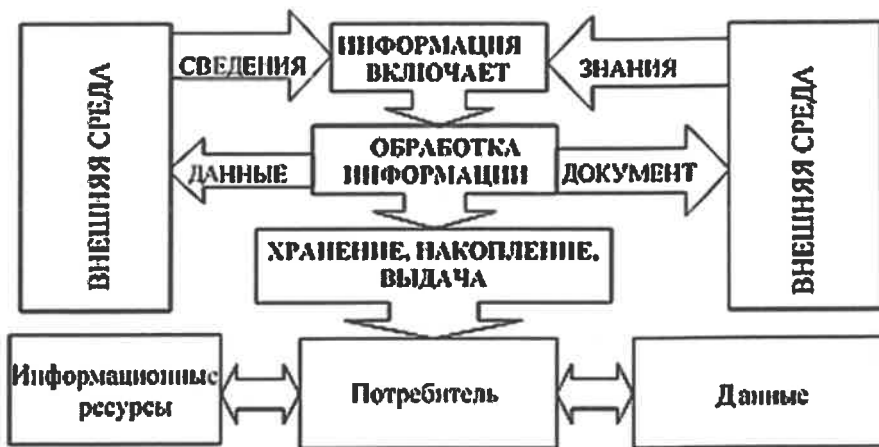 ВНЕШНЯЯ СРЕДА
СВЕДЕНИЯ
ИНФОРМАЦИЯ
ВКЛЮЧАЕТ
ЗНАНИЯ
ВНЕШНЯЯ СРЕДА
ДАННЫЕ
ОБРАБОТКА
ИНФОРМАЦИИ
ДОКУМЕНТ
ХРАНЕНИЕ, НАКОПЛЕНИЕ,
ВЫДАЧА
Информационные
ресурсы
Потребитель
Данные